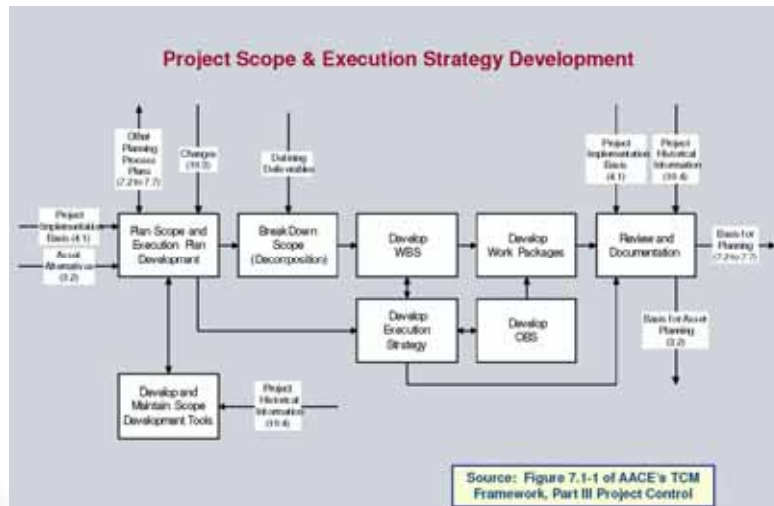 Project Scope & Execution Strategy Development
Other
Planning
Process
Plans
(7.2 to 7.7)
Changes
(10.3)
Defining
Deliverables
Project
Implementation
Basis
(4.1)
Project
Historical
Information
(10.4)
Project
Implementation
Basis (4.1)
Asset
Alternatives
(3.2)
Plan Scope and
Execution Plan
Development
Break Down
Scope
(Decomposition)
Develop
WBS
Develop
Work Packages
Review and
Documentation
Basis for
Planning
(7.2 to 7.7)
Develop
Execution
Strategy
Develop
OBS
Basis for Asset
Planning
(3.2)
Develop and
Maintain Scope
Development Tools
Project
Historical
Information
(10.4)
Source: Figure 7.1-1 of AACE's TCM
Framework, Part III Project Control